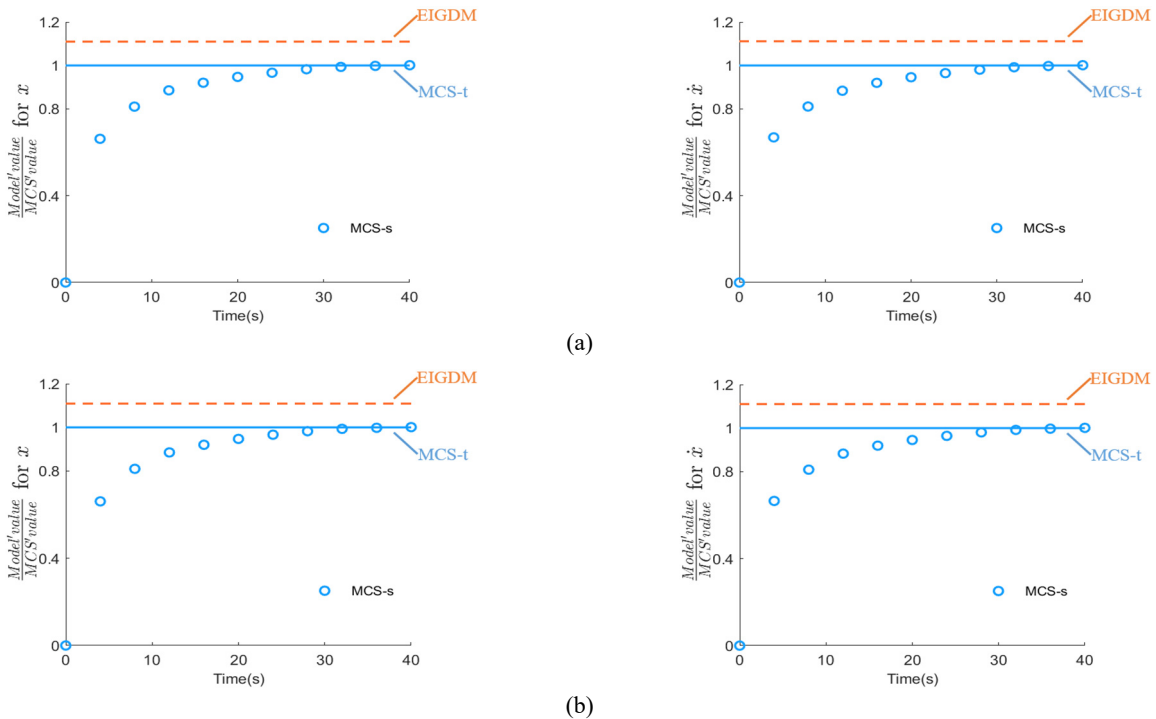 EIGDM
1.2
1
MCS-t
0.8
Model'value
MCS'value
for x
0.4
MCS-s
0
0 10 20 30 40
Time(s)
EIGDM
1.2
1
MCS-t
0.8
Model'value
MCS'value
for ẋ
0.4
MCS-s
0
0 10 20 30 40
Time(s)
(a)
EIGDM
1.2
1
MCS-t
0.8
Model'value
MCS'value
for x
0.4
MCS-s
0
0 10 20 30 40
Time(s)
EIGDM
1.2
1
MCS-t
0.8
Model'value
MCS'value
for ẋ
0.4
MCS-s
0
0 10 20 30 40
Time(s)
(b)